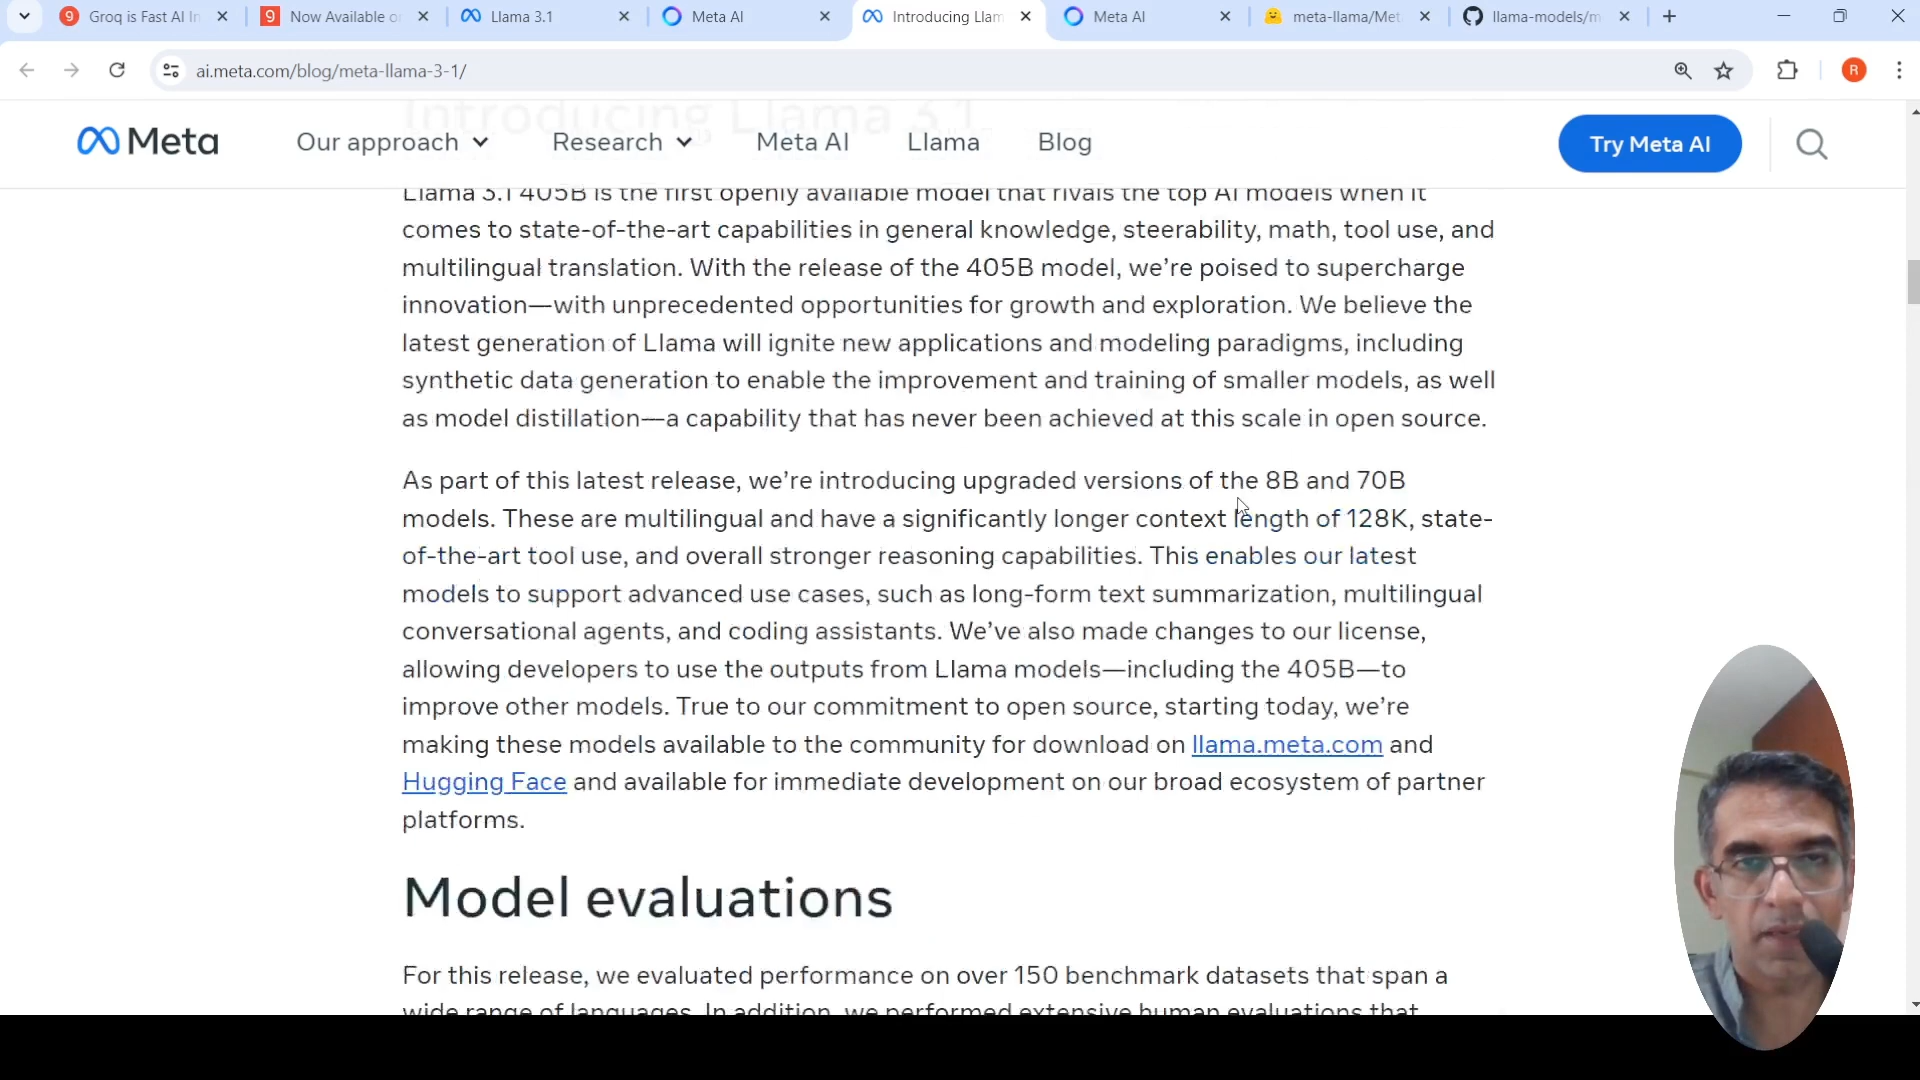 Groq is Fast AI In
Now Available o
Llama 3.1
Meta AI
Introducing Llam
Meta AI
meta-llama/Met
llama-models/m
ai.meta.com/blog/meta-llama-3-1/
R
Introducing Llama 3.1
Meta
Our approach
Research
Meta AI
Llama
Blog
Try Meta AI
Llama 3.1 405B is the first openly available model that rivals the top AI models when it
comes to state-of-the-art capabilities in general knowledge, steerability, math, tool use, and
multilingual translation. With the release of the 405B model, we’re poised to supercharge
innovation—with unprecedented opportunities for growth and exploration. We believe the
latest generation of Llama will ignite new applications and modeling paradigms, including
synthetic data generation to enable the improvement and training of smaller models, as well
as model distillation—a capability that has never been achieved at this scale in open source.
As part of this latest release, we’re introducing upgraded versions of the 8B and 70B
models. These are multilingual and have a significantly longer context length of 128K, state-
of-the-art tool use, and overall stronger reasoning capabilities. This enables our latest
models to support advanced use cases, such as long-form text summarization, multilingual
conversational agents, and coding assistants. We’ve also made changes to our license,
allowing developers to use the outputs from Llama models—including the 405B—to
improve other models. True to our commitment to open source, starting today, we’re
making these models available to the community for download on llama.meta.com and
Hugging Face and available for immediate development on our broad ecosystem of partner
platforms.
Model evaluations
For this release, we evaluated performance on over 150 benchmark datasets that span a
wide range of languages. In addition, we performed extensive human evaluations that